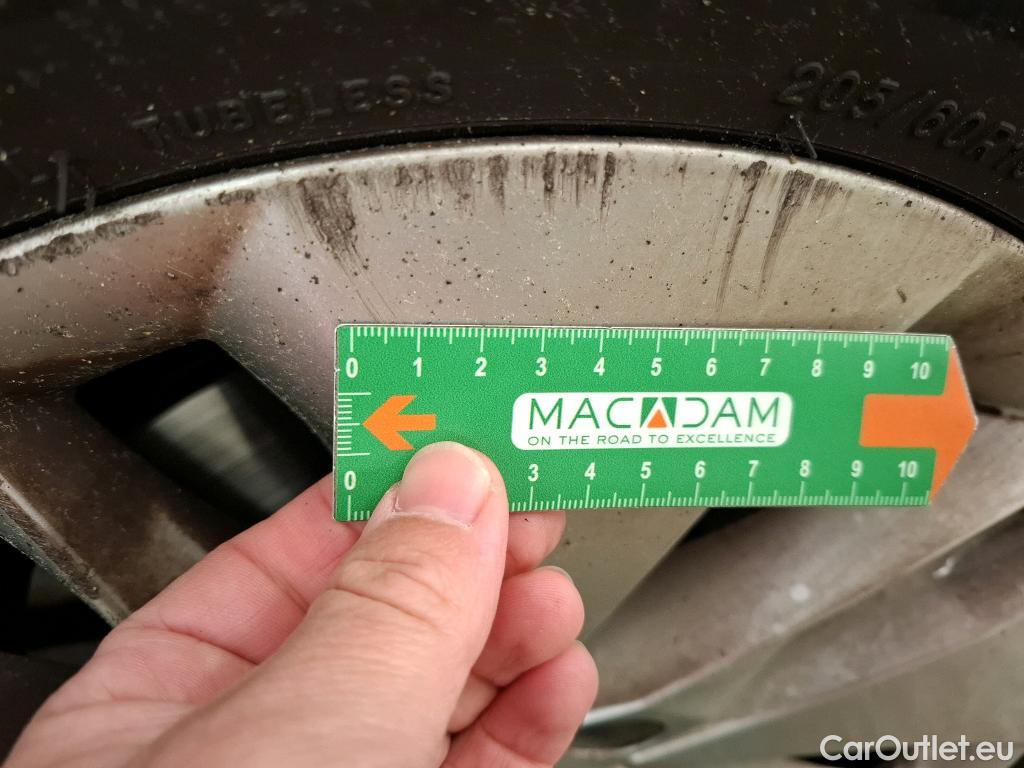 TUBELESS
205/60R1
0 1 2 3 4 5 6 7 8 9 10
MACADAM
ON THE ROAD TO EXCELLENCE
0 3 4 5 6 7 8 9 10
CarOutlet.eu